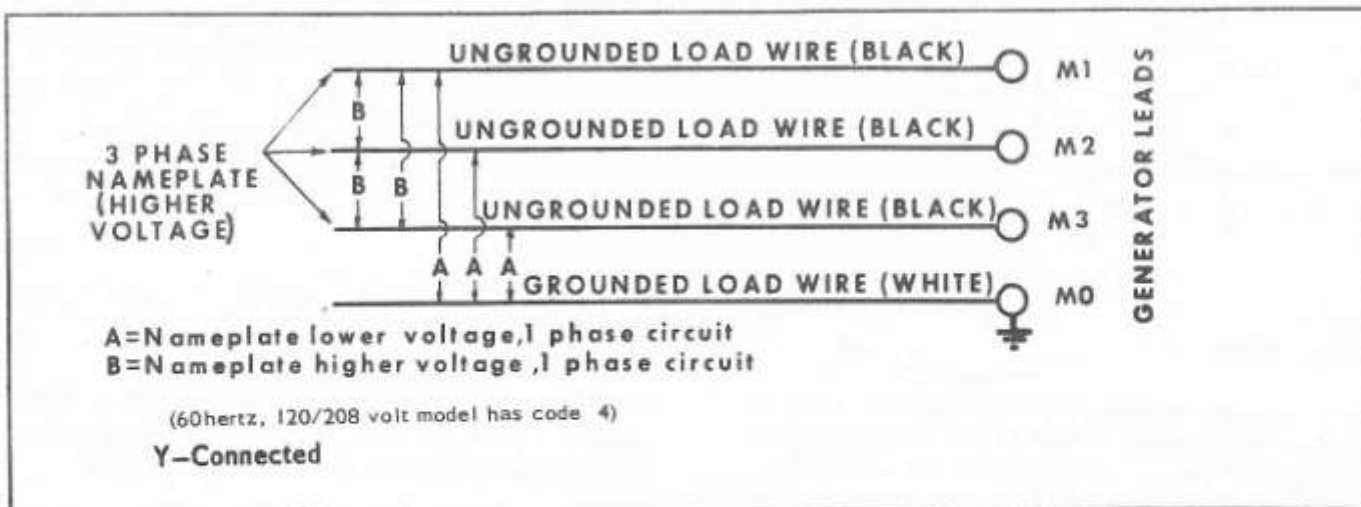 UNGROUNDED LOAD WIRE (BLACK)
M1
B
UNGROUNDED LOAD WIRE (BLACK)
M2
3 PHASE
NAMEPLATE
(HIGHER
VOLTAGE)
B
B
UNGROUNDED LOAD WIRE (BLACK)
M3
A
A
A
GROUNDED LOAD WIRE (WHITE)
M0
GENERATOR LEADS
A=Nameplate lower voltage,1 phase circuit
B=Nameplate higher voltage ,1 phase circuit
(60hertz, 120/208 volt model has code 4)
Y-Connected